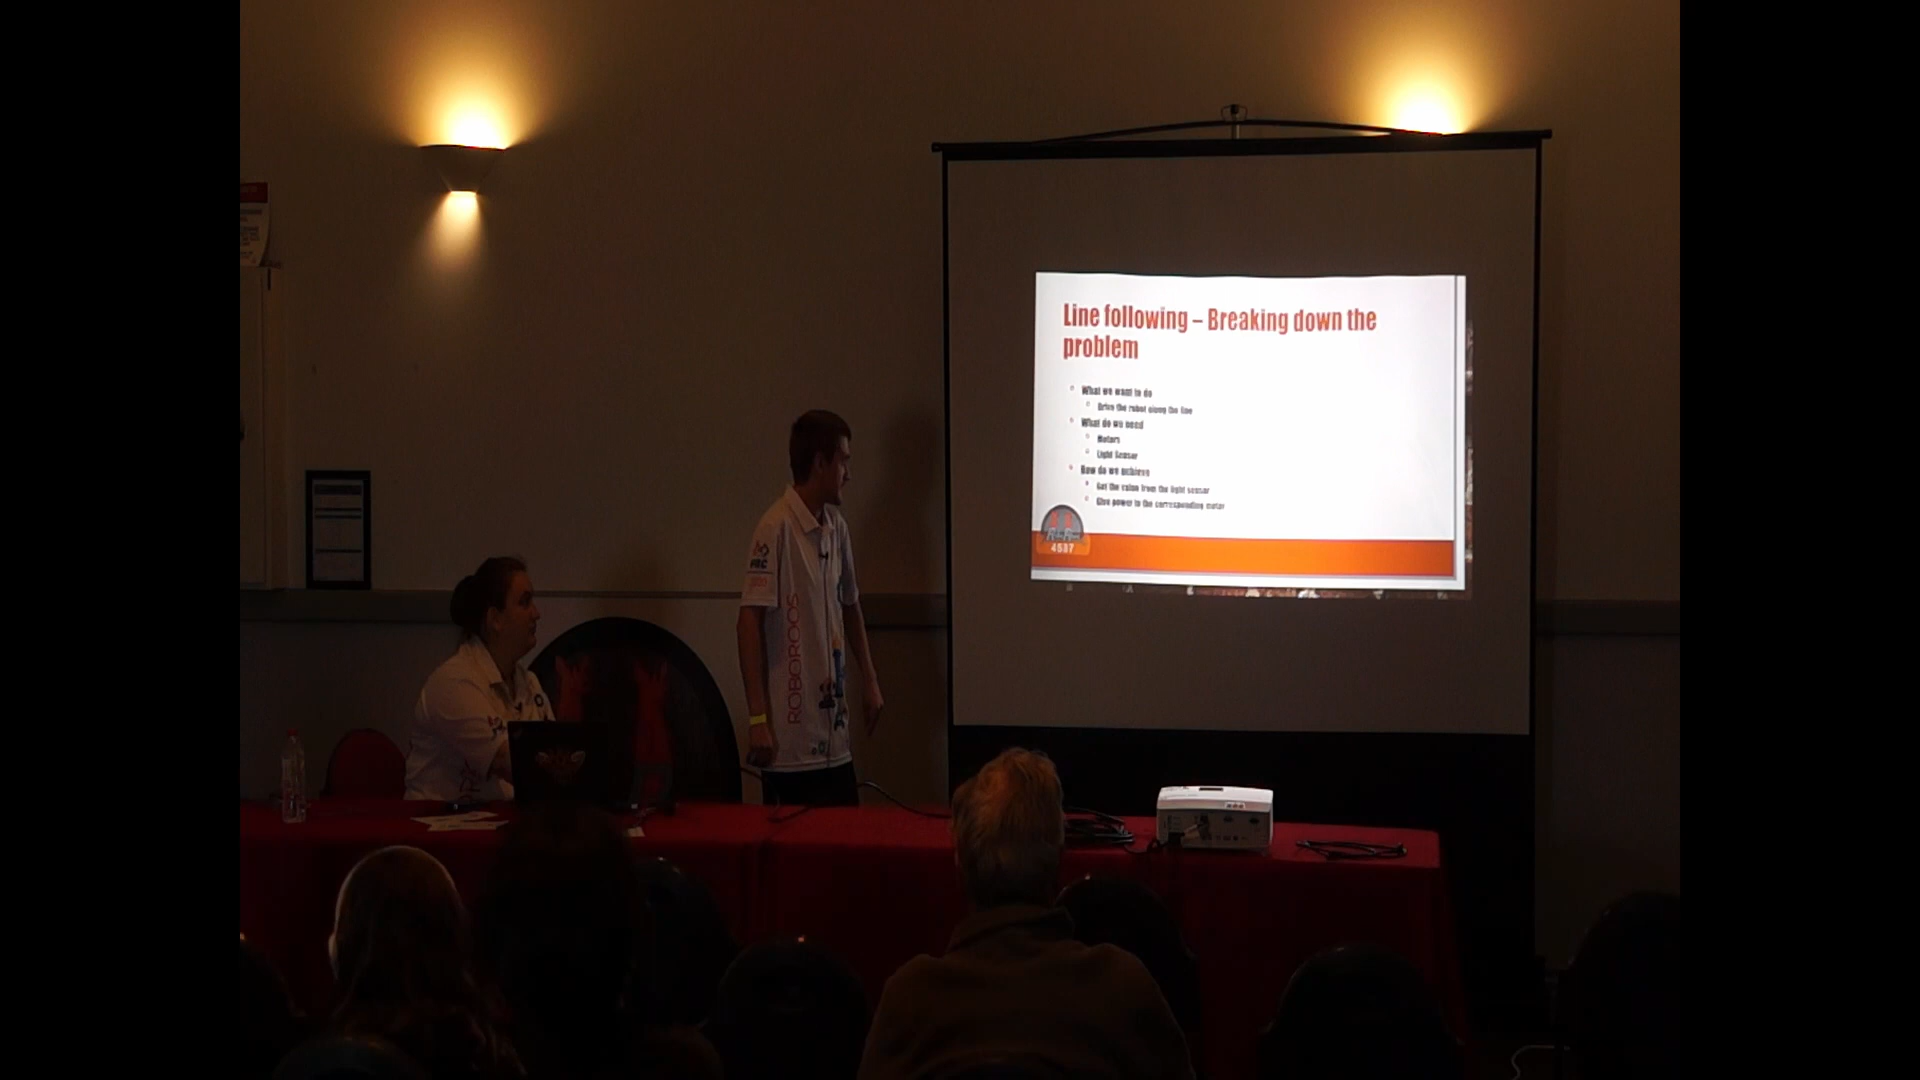 Line following – Breaking down the
problem
What we want to do
Drive the robot along the line
What do we need
Motors
Light Sensor
How do we achieve
Get the value from the light sensor
Give power to the corresponding motor
4537
ROBOROOS